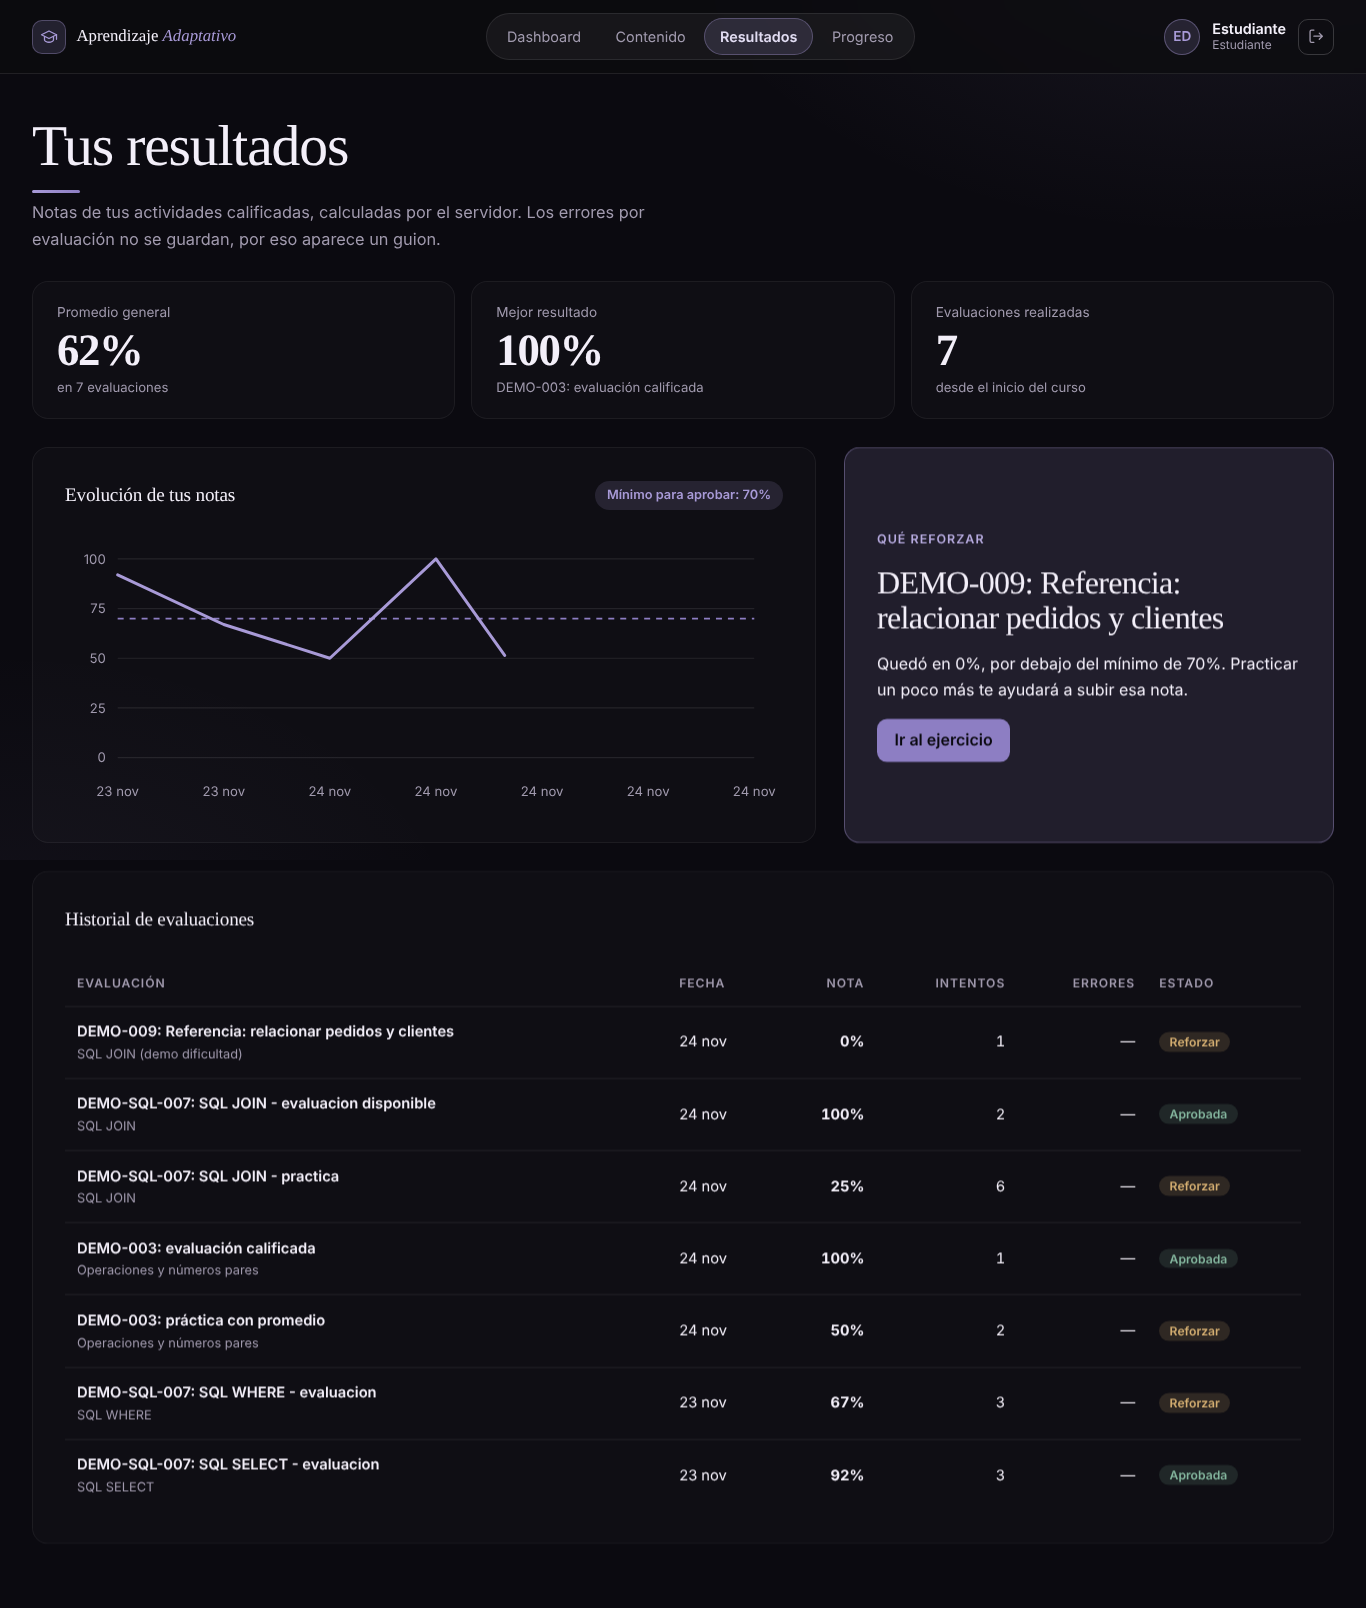 Aprendizaje Adaptativo
Dashboard
Contenido
Resultados
Progreso
ED
Estudiante
Estudiante
Tus resultados
Notas de tus actividades calificadas, calculadas por el servidor. Los errores por
evaluación no se guardan, por eso aparece un guion.
Promedio general
62%
en 7 evaluaciones
Mejor resultado
100%
DEMO-003: evaluación calificada
Evaluaciones realizadas
7
desde el inicio del curso
Evolución de tus notas
Mínimo para aprobar: 70%
100
75
50
25
0
23 nov
23 nov
24 nov
24 nov
24 nov
24 nov
24 nov
QUÉ REFORZAR
DEMO-009: Referencia:
relacionar pedidos y clientes
Quedó en 0%, por debajo del mínimo de 70%. Practicar
un poco más te ayudará a subir esa nota.
Ir al ejercicio
Historial de evaluaciones
EVALUACIÓN FECHA NOTA INTENTOS ERRORES ESTADO
DEMO-009: Referencia: relacionar pedidos y clientes
SQL JOIN (demo dificultad)
24 nov 0% 1 — Reforzar
DEMO-SQL-007: SQL JOIN - evaluacion disponible
SQL JOIN
24 nov 100% 2 — Aprobada
DEMO-SQL-007: SQL JOIN - practica
SQL JOIN
24 nov 25% 6 — Reforzar
DEMO-003: evaluación calificada
Operaciones y números pares
24 nov 100% 1 — Aprobada
DEMO-003: práctica con promedio
Operaciones y números pares
24 nov 50% 2 — Reforzar
DEMO-SQL-007: SQL WHERE - evaluacion
SQL WHERE
23 nov 67% 3 — Reforzar
DEMO-SQL-007: SQL SELECT - evaluacion
SQL SELECT
23 nov 92% 3 — Aprobada